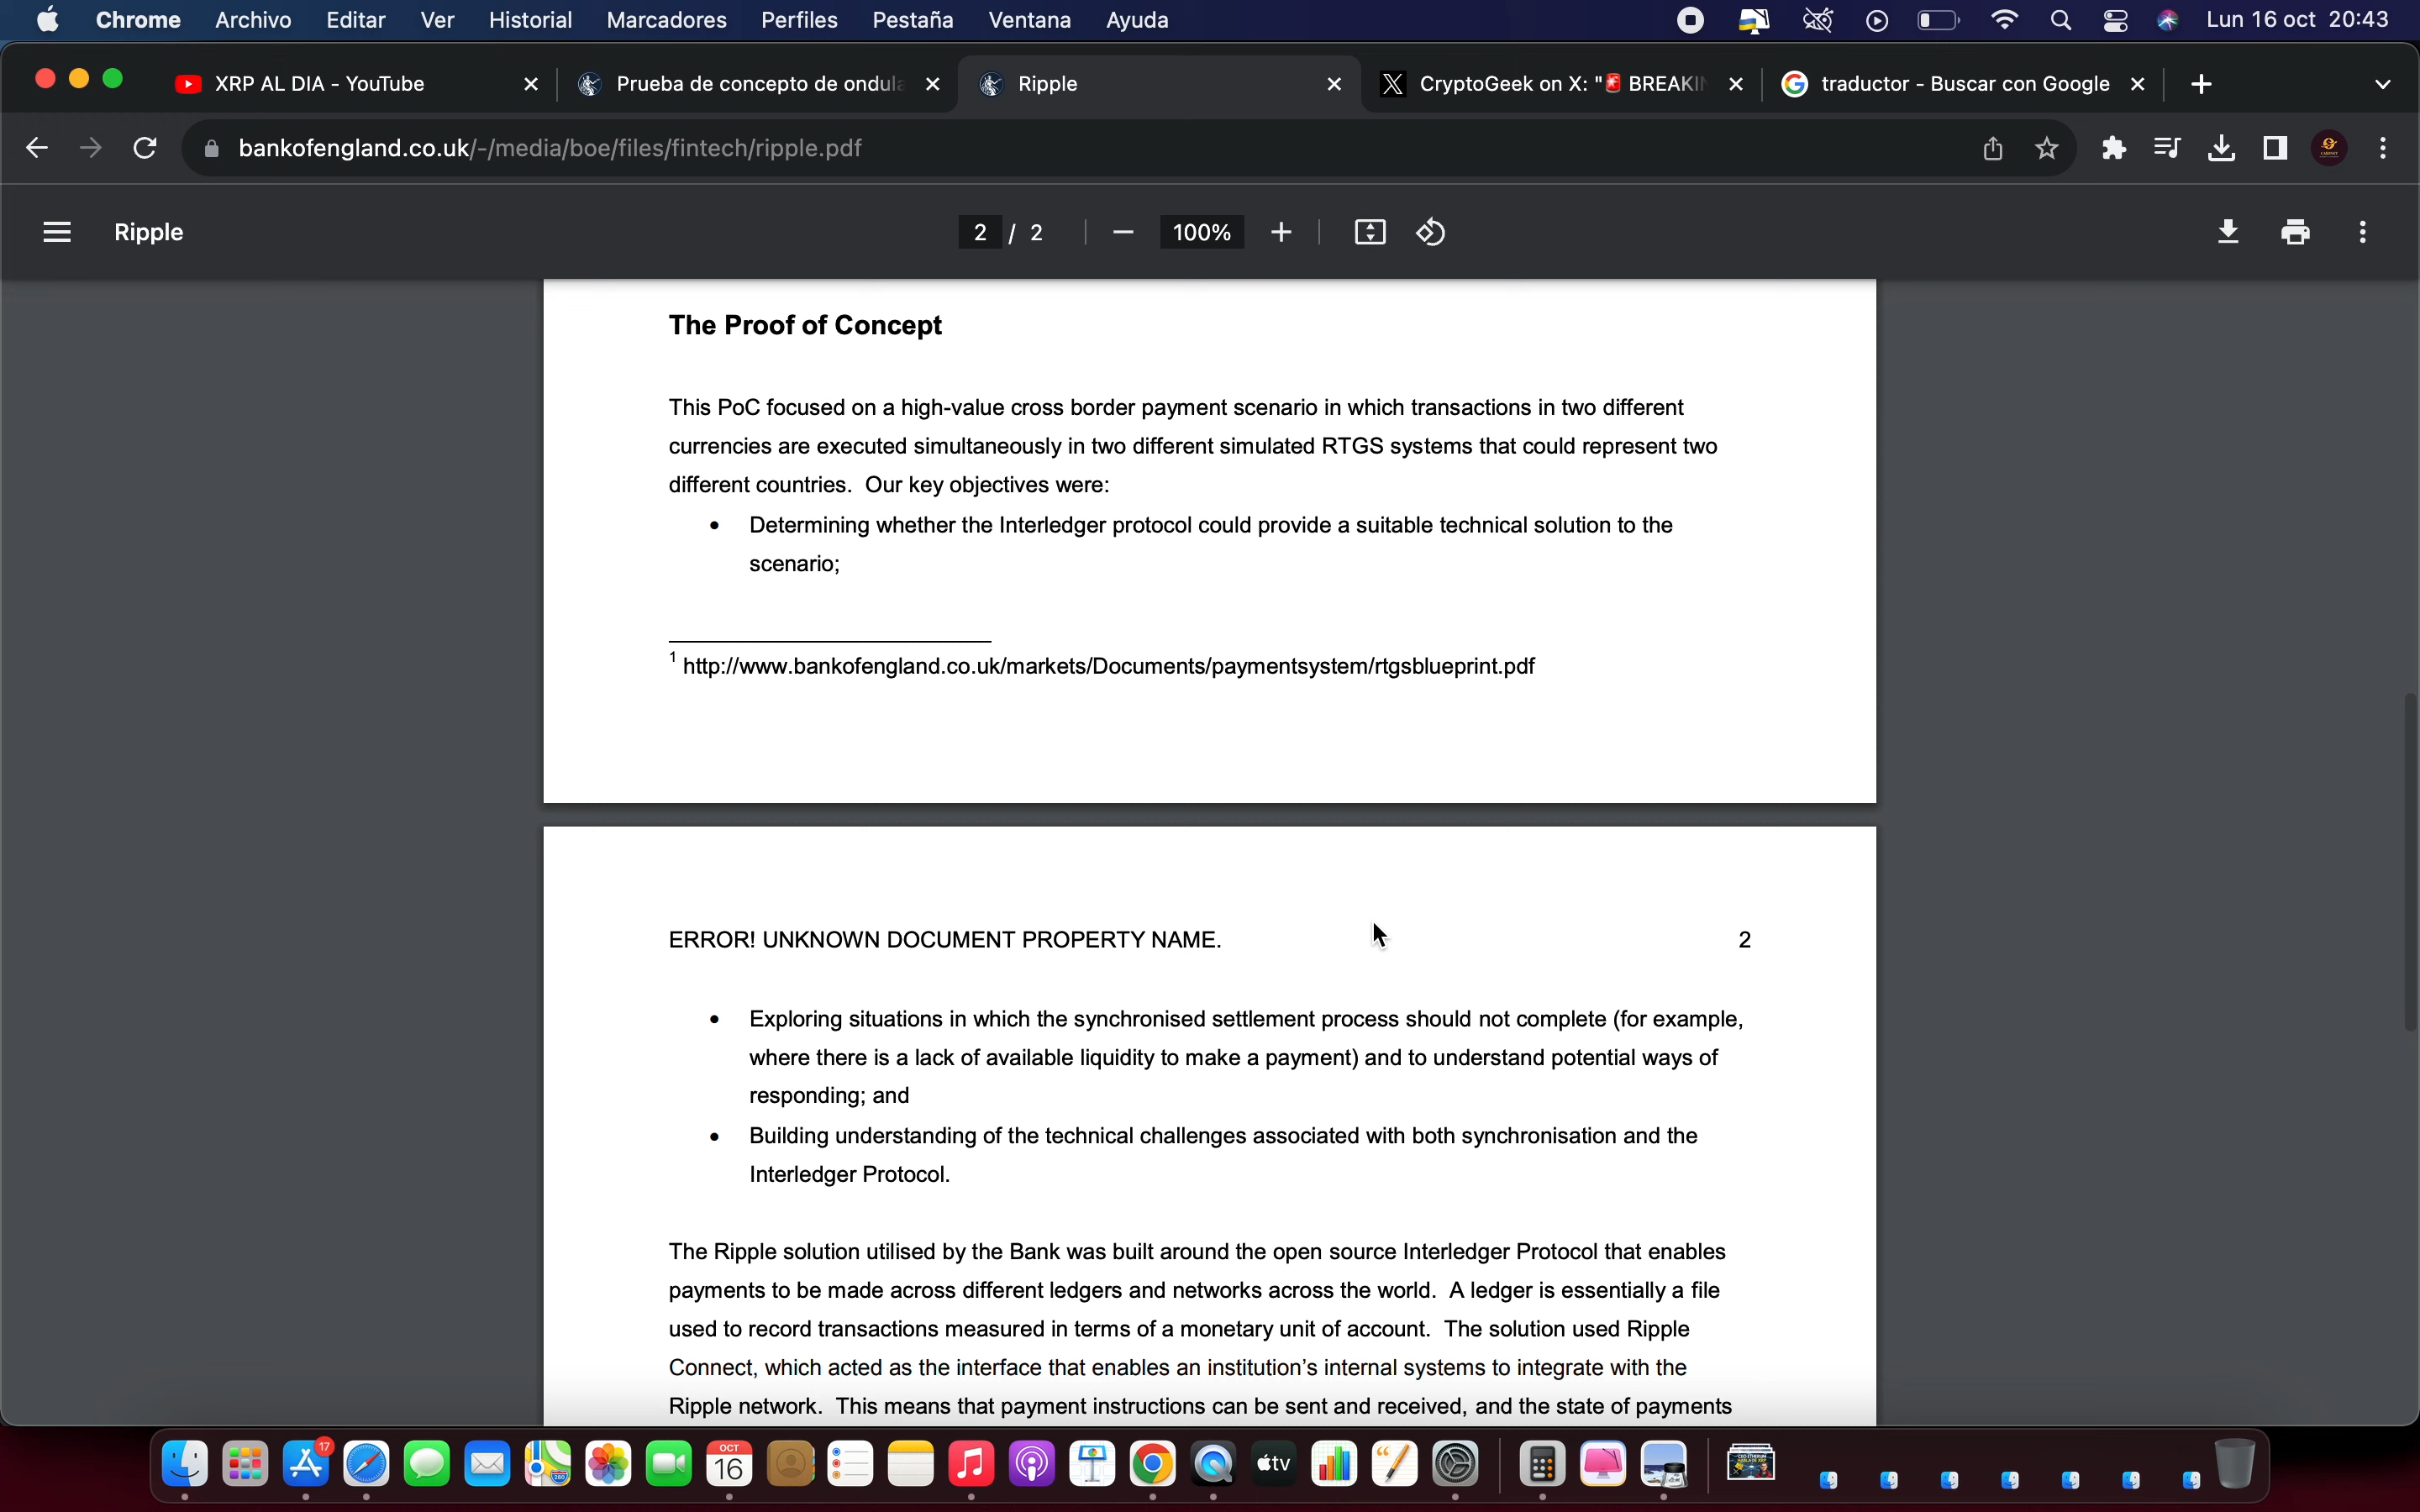 Chrome Archivo Editar Ver Historial Marcadores Perfiles Pestaña Ventana Ayuda Lun 16 oct 20:43
XRP AL DIA - YouTube Prueba de concepto de ondula Ripple CryptoGeek on X: "🚨 BREAKIN traductor - Buscar con Google
bankofengland.co.uk/-/media/boe/files/fintech/ripple.pdf
Ripple 2 / 2 100%
The Proof of Concept
This PoC focused on a high-value cross border payment scenario in which transactions in two different
currencies are executed simultaneously in two different simulated RTGS systems that could represent two
different countries. Our key objectives were:
• Determining whether the Interledger protocol could provide a suitable technical solution to the
scenario;
1 http://www.bankofengland.co.uk/markets/Documents/paymentsystem/rtgsblueprint.pdf
ERROR! UNKNOWN DOCUMENT PROPERTY NAME. 2
• Exploring situations in which the synchronised settlement process should not complete (for example,
where there is a lack of available liquidity to make a payment) and to understand potential ways of
responding; and
• Building understanding of the technical challenges associated with both synchronisation and the
Interledger Protocol.
The Ripple solution utilised by the Bank was built around the open source Interledger Protocol that enables
payments to be made across different ledgers and networks across the world. A ledger is essentially a file
used to record transactions measured in terms of a monetary unit of account. The solution used Ripple
Connect, which acted as the interface that enables an institution's internal systems to integrate with the
Ripple network. This means that payment instructions can be sent and received, and the state of payments
17
OCT
16
tv